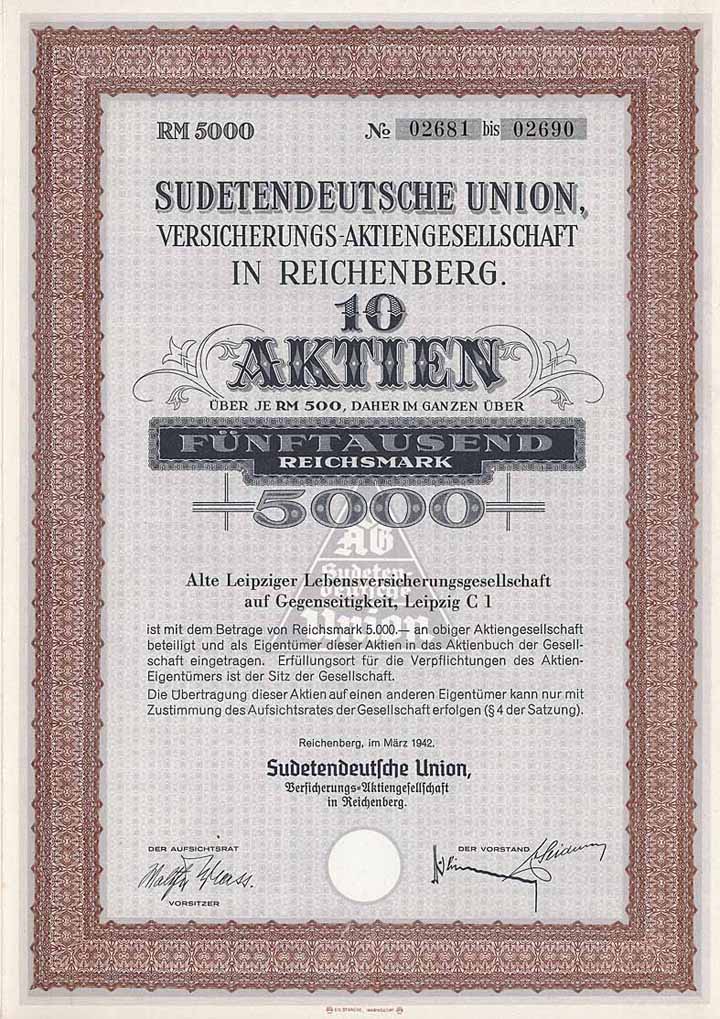 RM 5000 No 02681 bis 02690
SUDETENDEUTSCHE UNION,
VERSICHERUNGS-AKTIENGESELLSCHAFT
IN REICHENBERG.
10
AKTIEN
ÜBER JE RM 500, DAHER IM GANZEN ÜBER
FÜNFTAUSEND
REICHSMARK
5000
Sudeten-
deutsche
Union
Alte Leipziger Lebensversicherungsgesellschaft
auf Gegenseitigkeit, Leipzig C 1
ist mit dem Betrage von Reichsmark 5.000.— an obiger Aktiengesellschaft
beteiligt und als Eigentümer dieser Aktien in das Aktienbuch der Gesell-
schaft eingetragen. Erfüllungsort für die Verpflichtungen des Aktien-
Eigentümers ist der Sitz der Gesellschaft.
Die Übertragung dieser Aktien auf einen anderen Eigentümer kann nur mit
Zustimmung des Aufsichtsrates der Gesellschaft erfolgen (§ 4 der Satzung).
Reichenberg, im März 1942.
Sudetendeutsche Union,
Versicherungs-Aktiengesellschaft
in Reichenberg.
DER AUFSICHTSRAT
VORSITZER
DER VORSTAND